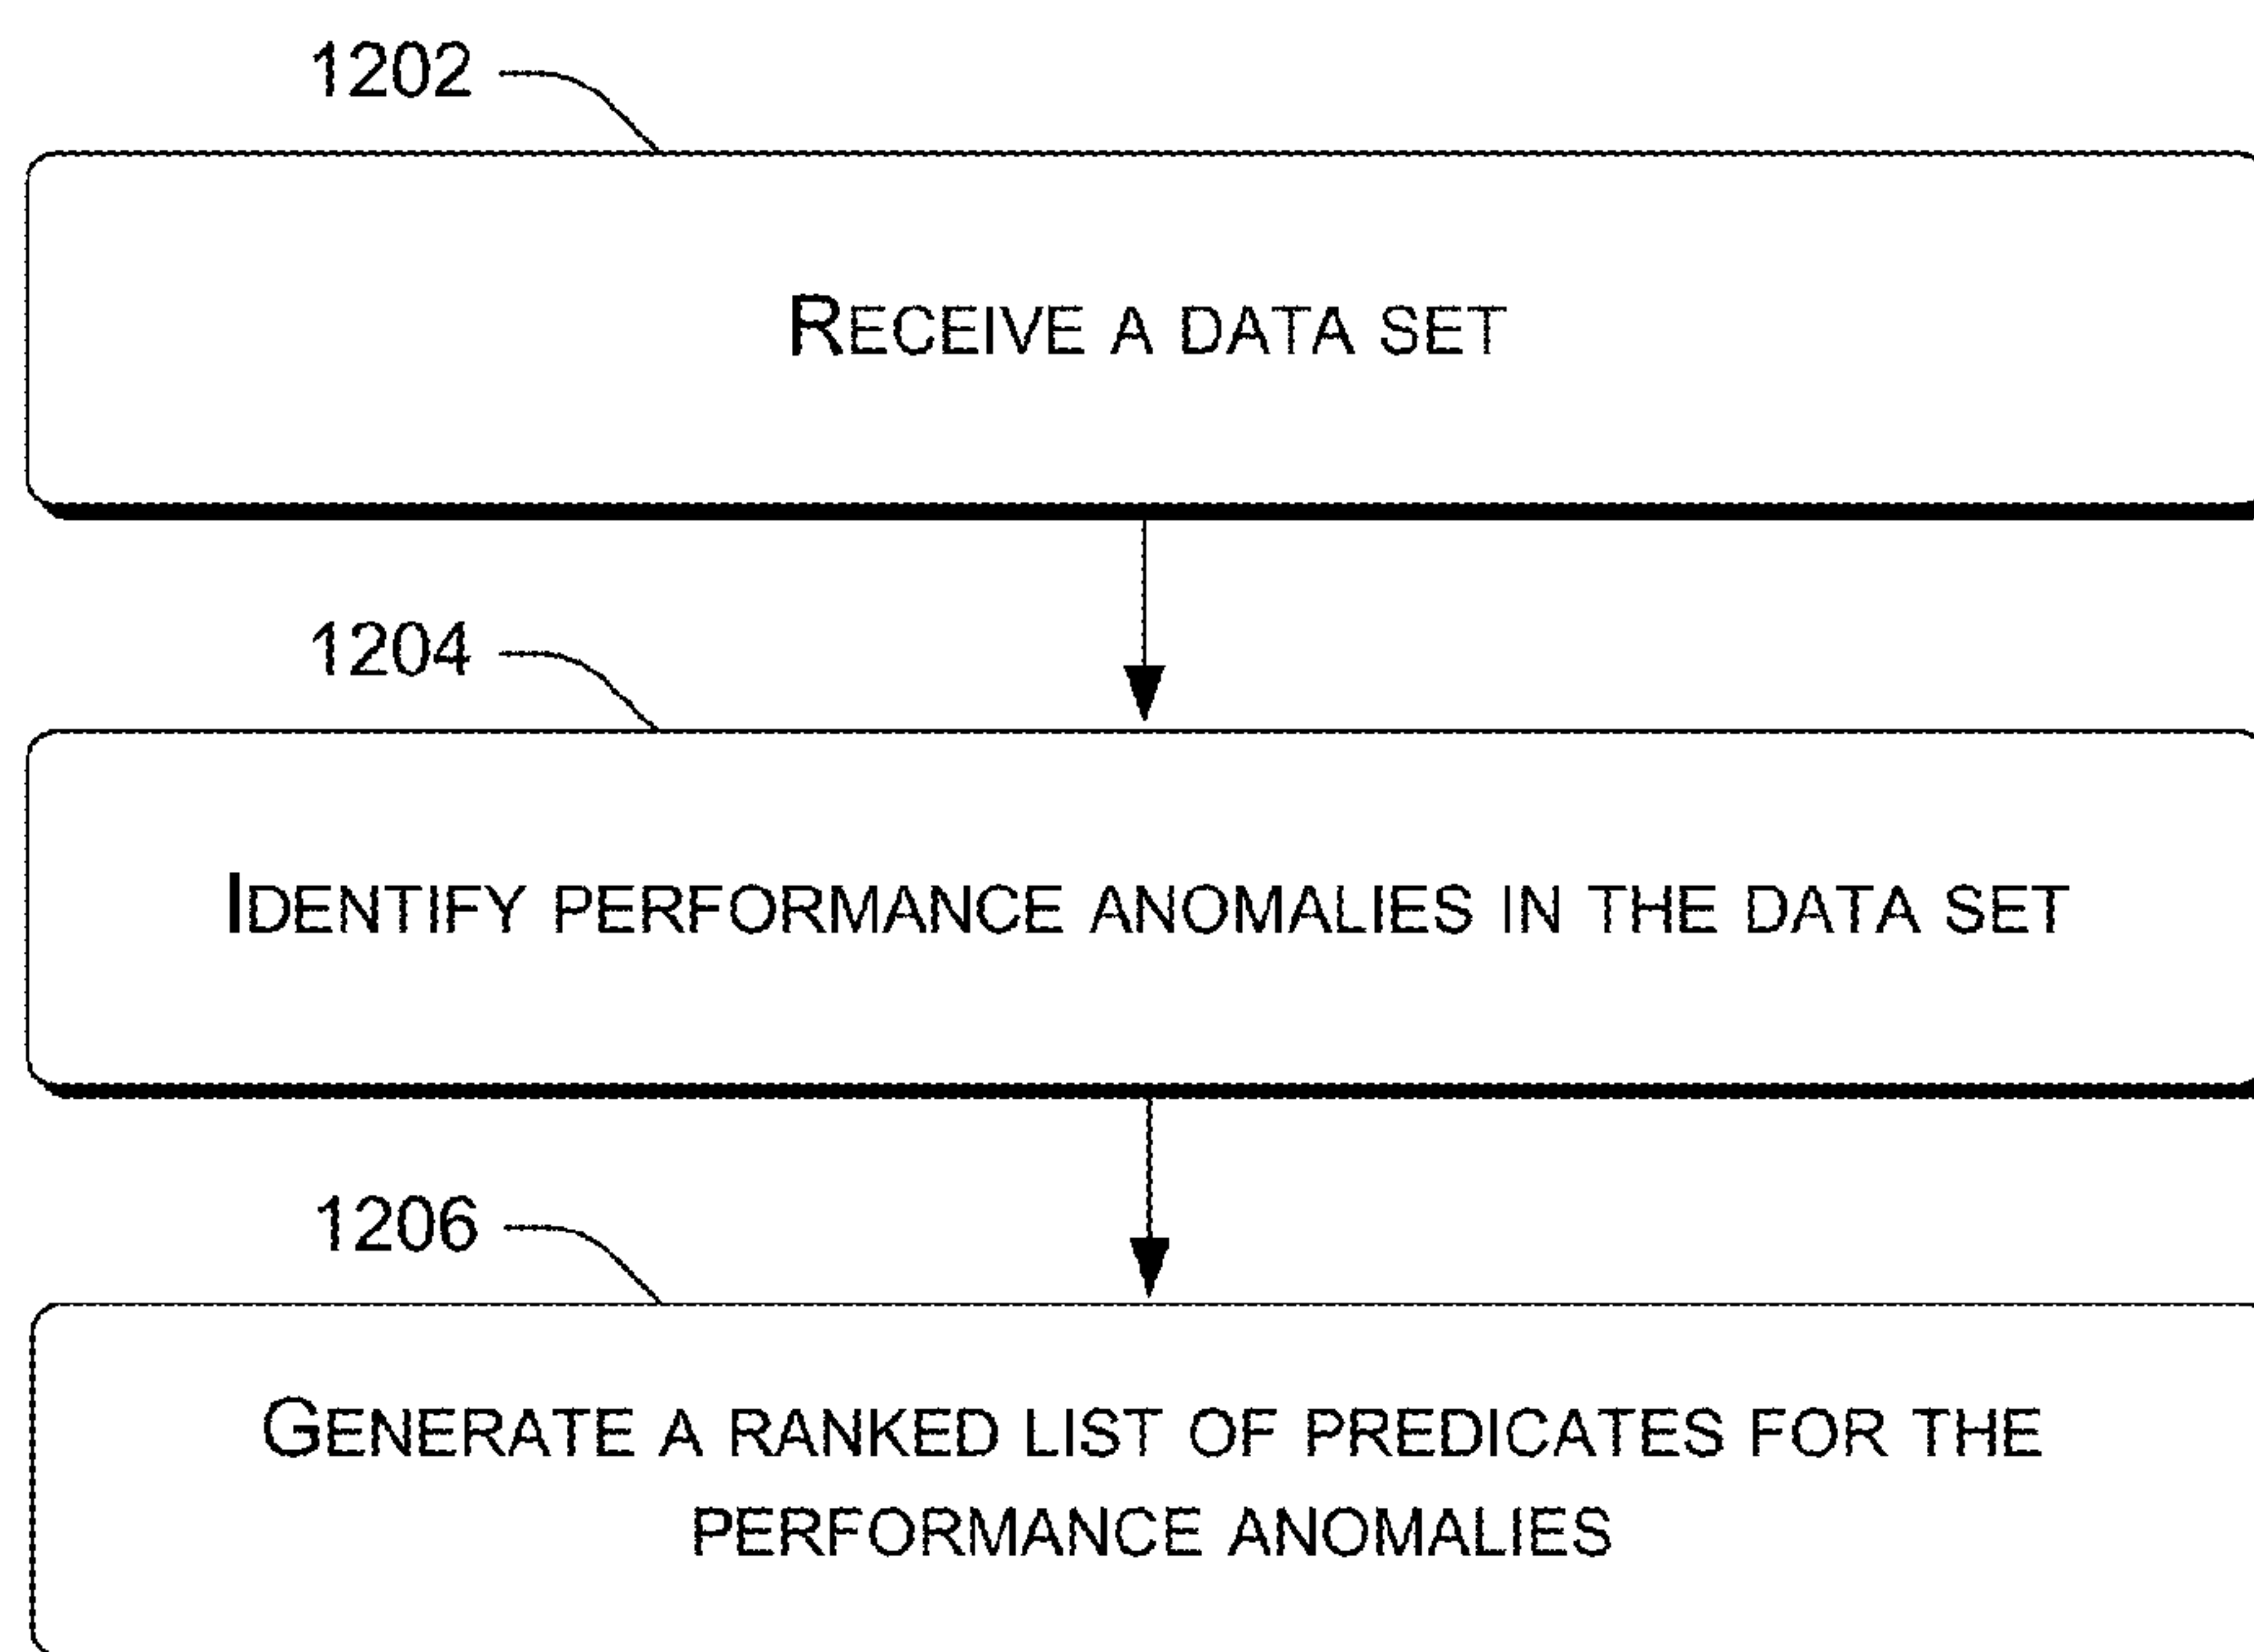 1202
RECEIVE A DATA SET
1204
IDENTIFY PERFORMANCE ANOMALIES IN THE DATA SET
1206
GENERATE A RANKED LIST OF PREDICATES FOR THE
PERFORMANCE ANOMALIES